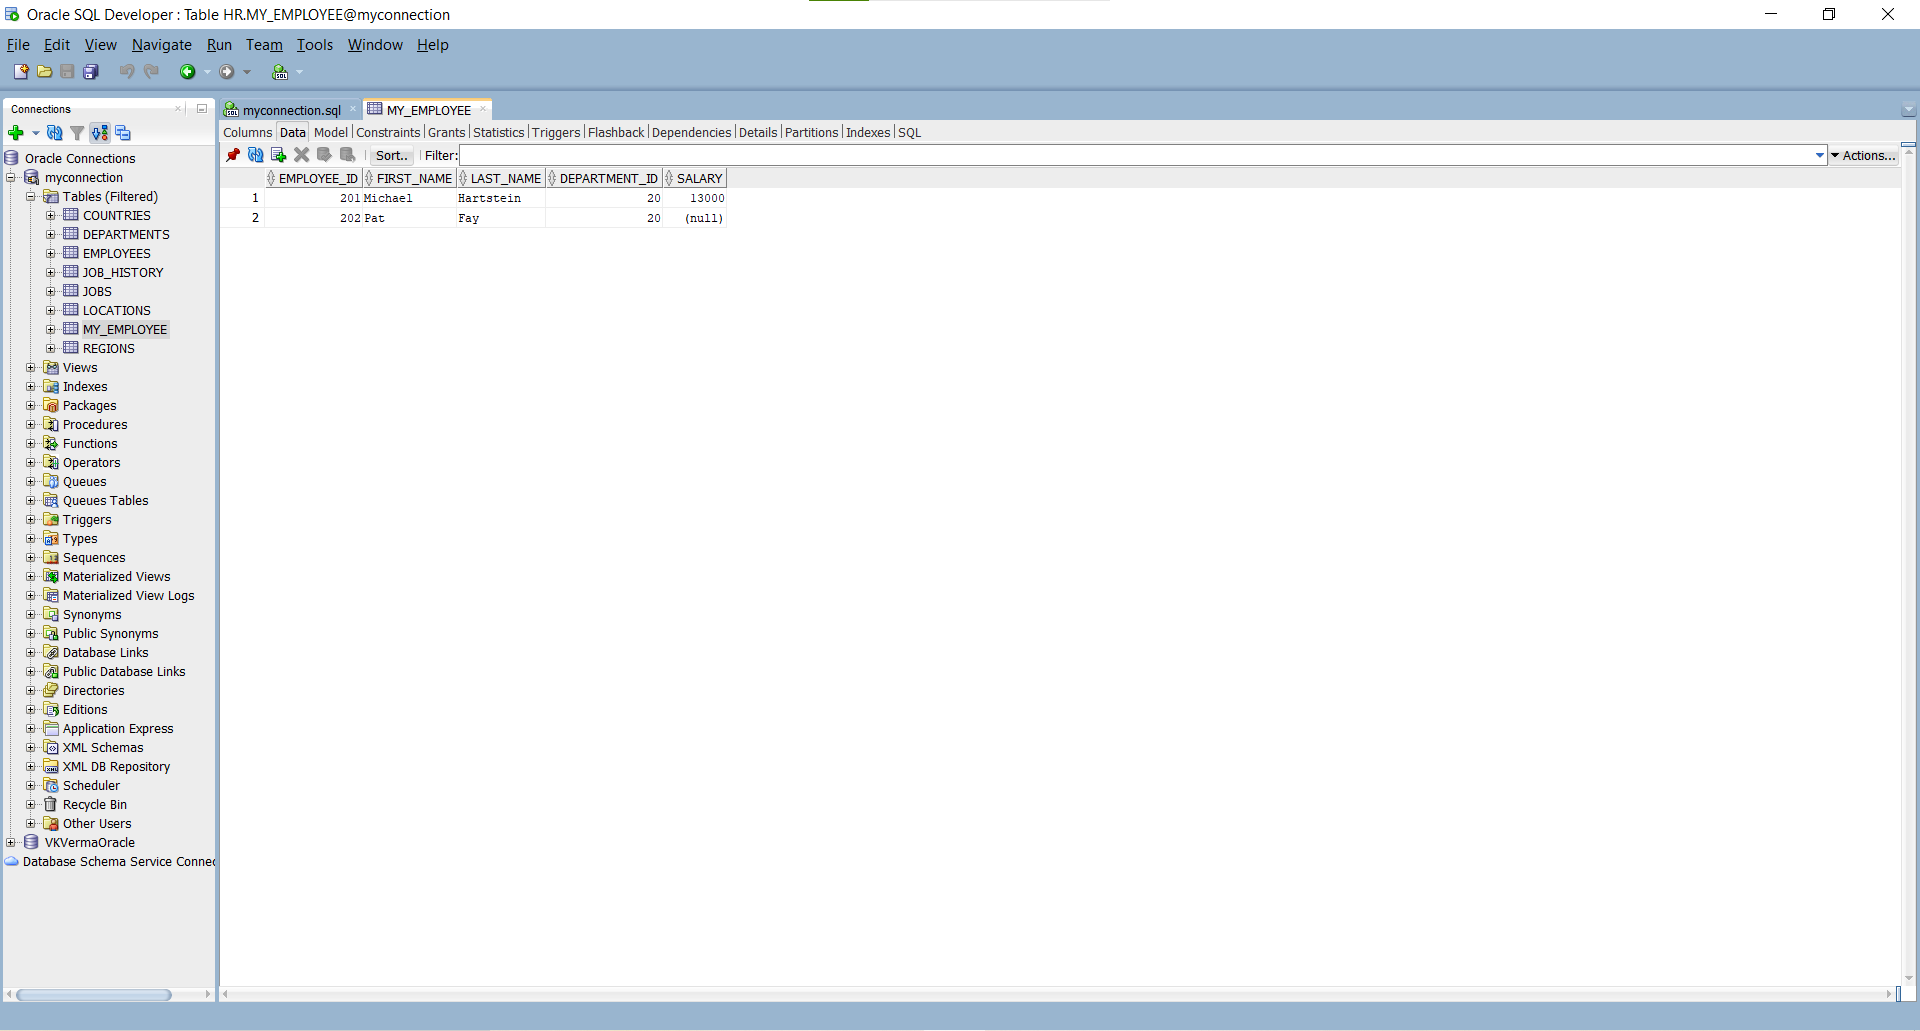 Oracle SQL Developer : Table HR.MY_EMPLOYEE@myconnection
File Edit View Navigate Run Team Tools Window Help
Connections
myconnection.sql
MY_EMPLOYEE
Columns Data Model Constraints Grants Statistics Triggers Flashback Dependencies Details Partitions Indexes SQL
Sort.. Filter: Actions...
EMPLOYEE_ID FIRST_NAME LAST_NAME DEPARTMENT_ID SALARY
1 201 Michael Hartstein 20 13000
2 202 Pat Fay 20 (null)
Oracle Connections
myconnection
Tables (Filtered)
COUNTRIES
DEPARTMENTS
EMPLOYEES
JOB_HISTORY
JOBS
LOCATIONS
MY_EMPLOYEE
REGIONS
Views
Indexes
Packages
Procedures
Functions
Operators
Queues
Queues Tables
Triggers
Types
Sequences
Materialized Views
Materialized View Logs
Synonyms
Public Synonyms
Database Links
Public Database Links
Directories
Editions
Application Express
XML Schemas
XML DB Repository
Scheduler
Recycle Bin
Other Users
VKVermaOracle
Database Schema Service Connec